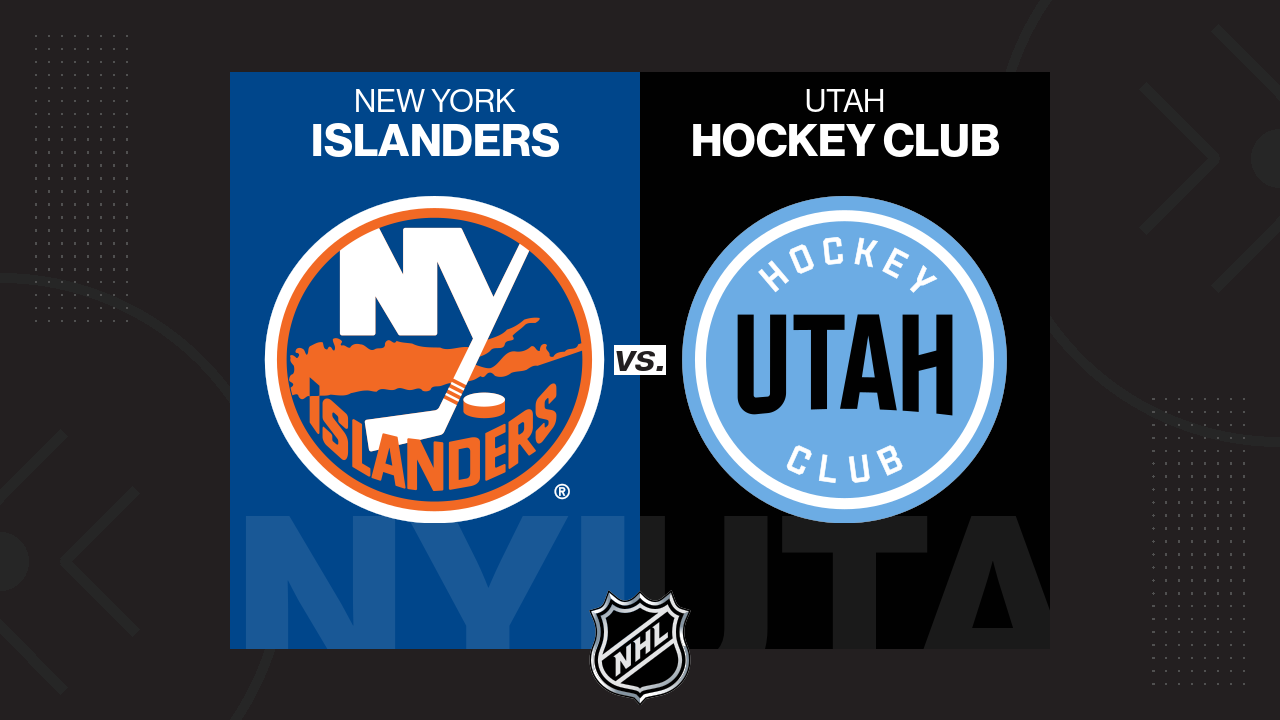 NEW YORK
ISLANDERS
UTAH
HOCKEY CLUB
NY
ISLANDERS
®
vs.
HOCKEY
UTAH
CLUB
NYI
UTA
NHL